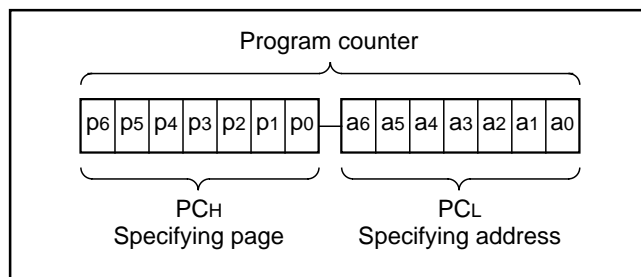 Program counter
p6 p5 p4 p3 p2 p1 p0 a6 a5 a4 a3 a2 a1 a0
PCH PCL
Specifying page Specifying address